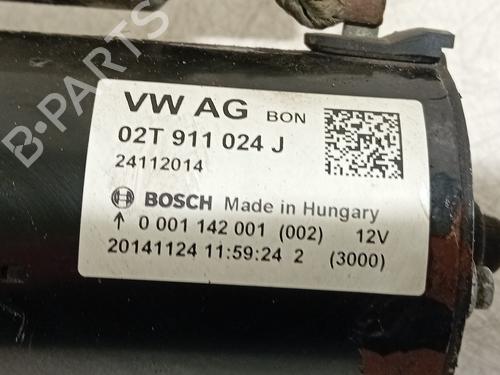 VW AG BON
02T 911 024 J
24112014
BOSCH Made in Hungary
↑ 0 001 142 001 (002) 12V
20141124 11:59:24 2 (3000)
B-PARTS